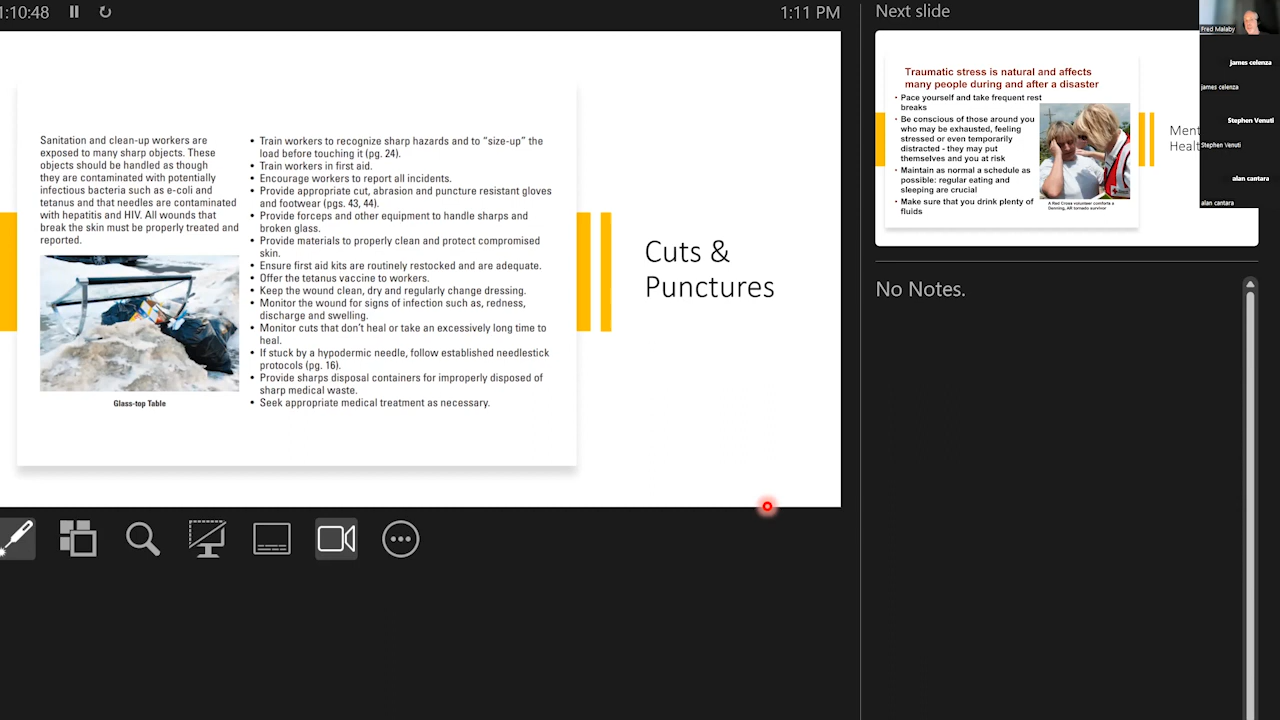 1:10:48
1:11 PM
Sanitation and clean-up workers are
exposed to many sharp objects. These
objects should be handled as though
they are contaminated with potentially
infectious bacteria such as e-coli and
tetanus and that needles are contaminated
with hepatitis and HIV. All wounds that
break the skin must be properly treated and
reported.
Glass-top Table
• Train workers to recognize sharp hazards and to “size-up” the
load before touching it (pg. 24).
• Train workers in first aid.
• Encourage workers to report all incidents.
• Provide appropriate cut, abrasion and puncture resistant gloves
and footwear (pgs. 43, 44).
• Provide forceps and other equipment to handle sharps and
broken glass.
• Provide materials to properly clean and protect compromised
skin.
• Ensure first aid kits are routinely restocked and are adequate.
• Offer the tetanus vaccine to workers.
• Keep the wound clean, dry and regularly change dressing.
• Monitor the wound for signs of infection such as, redness,
discharge and swelling.
• Monitor cuts that don’t heal or take an excessively long time to
heal.
• If stuck by a hypodermic needle, follow established needlestick
protocols (pg. 16).
• Provide sharps disposal containers for improperly disposed of
sharp medical waste.
• Seek appropriate medical treatment as necessary.
Cuts &
Punctures
Next slide
Traumatic stress is natural and affects
many people during and after a disaster
• Pace yourself and take frequent rest
breaks
• Be conscious of those around you
who may be exhausted, feeling
stressed or even temporarily
distracted - they may put
themselves and you at risk
• Maintain as normal a schedule as
possible: regular eating and
sleeping are crucial
• Make sure that you drink plenty of
fluids
A Red Cross volunteer comforts a
Denning, AR tornado survivor
Ment
Healt
No Notes.
Fred Malaby
james celenza
james celenza
Stephen Venuti
Stephen Venuti
alan cantara
alan cantara